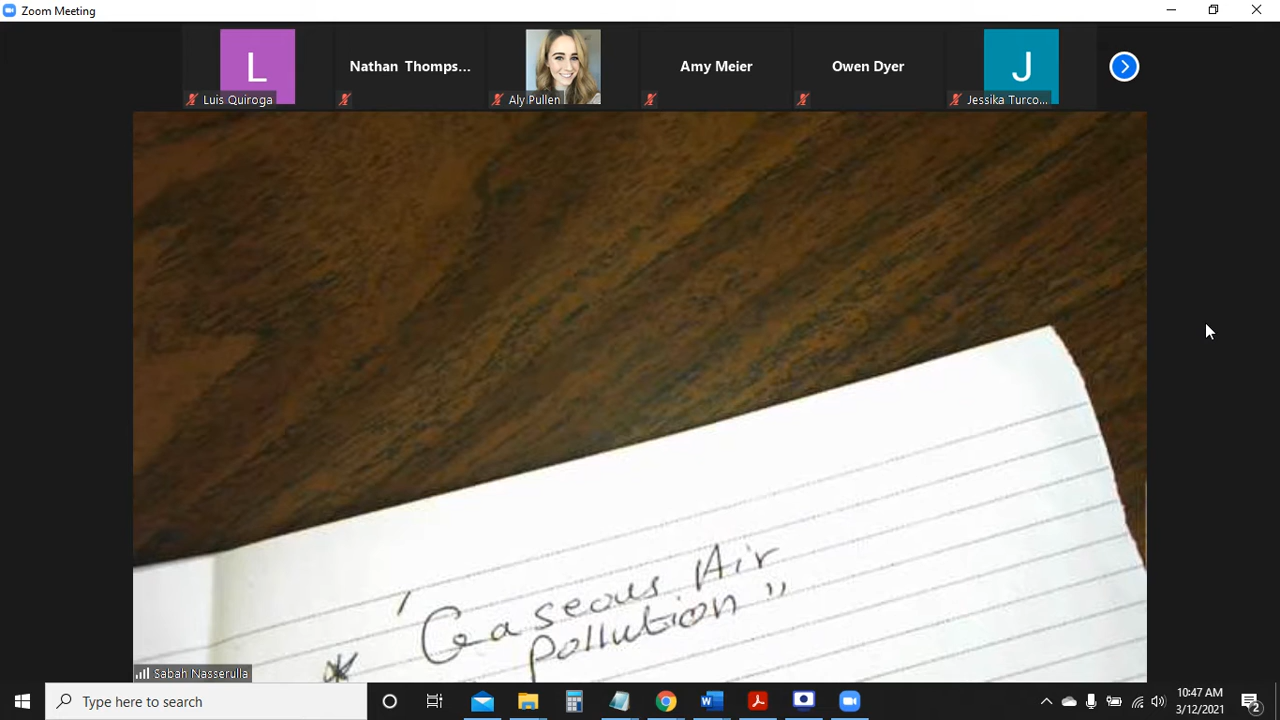 Zoom Meeting
L
Luis Quiroga
Nathan Thomps...
Aly Pullen
Amy Meier
Owen Dyer
J
Jessika Turco...
' Gaseous Air
pollution "
*
Sabah Nasserulla
Type here to search
10:47 AM
3/12/2021
2